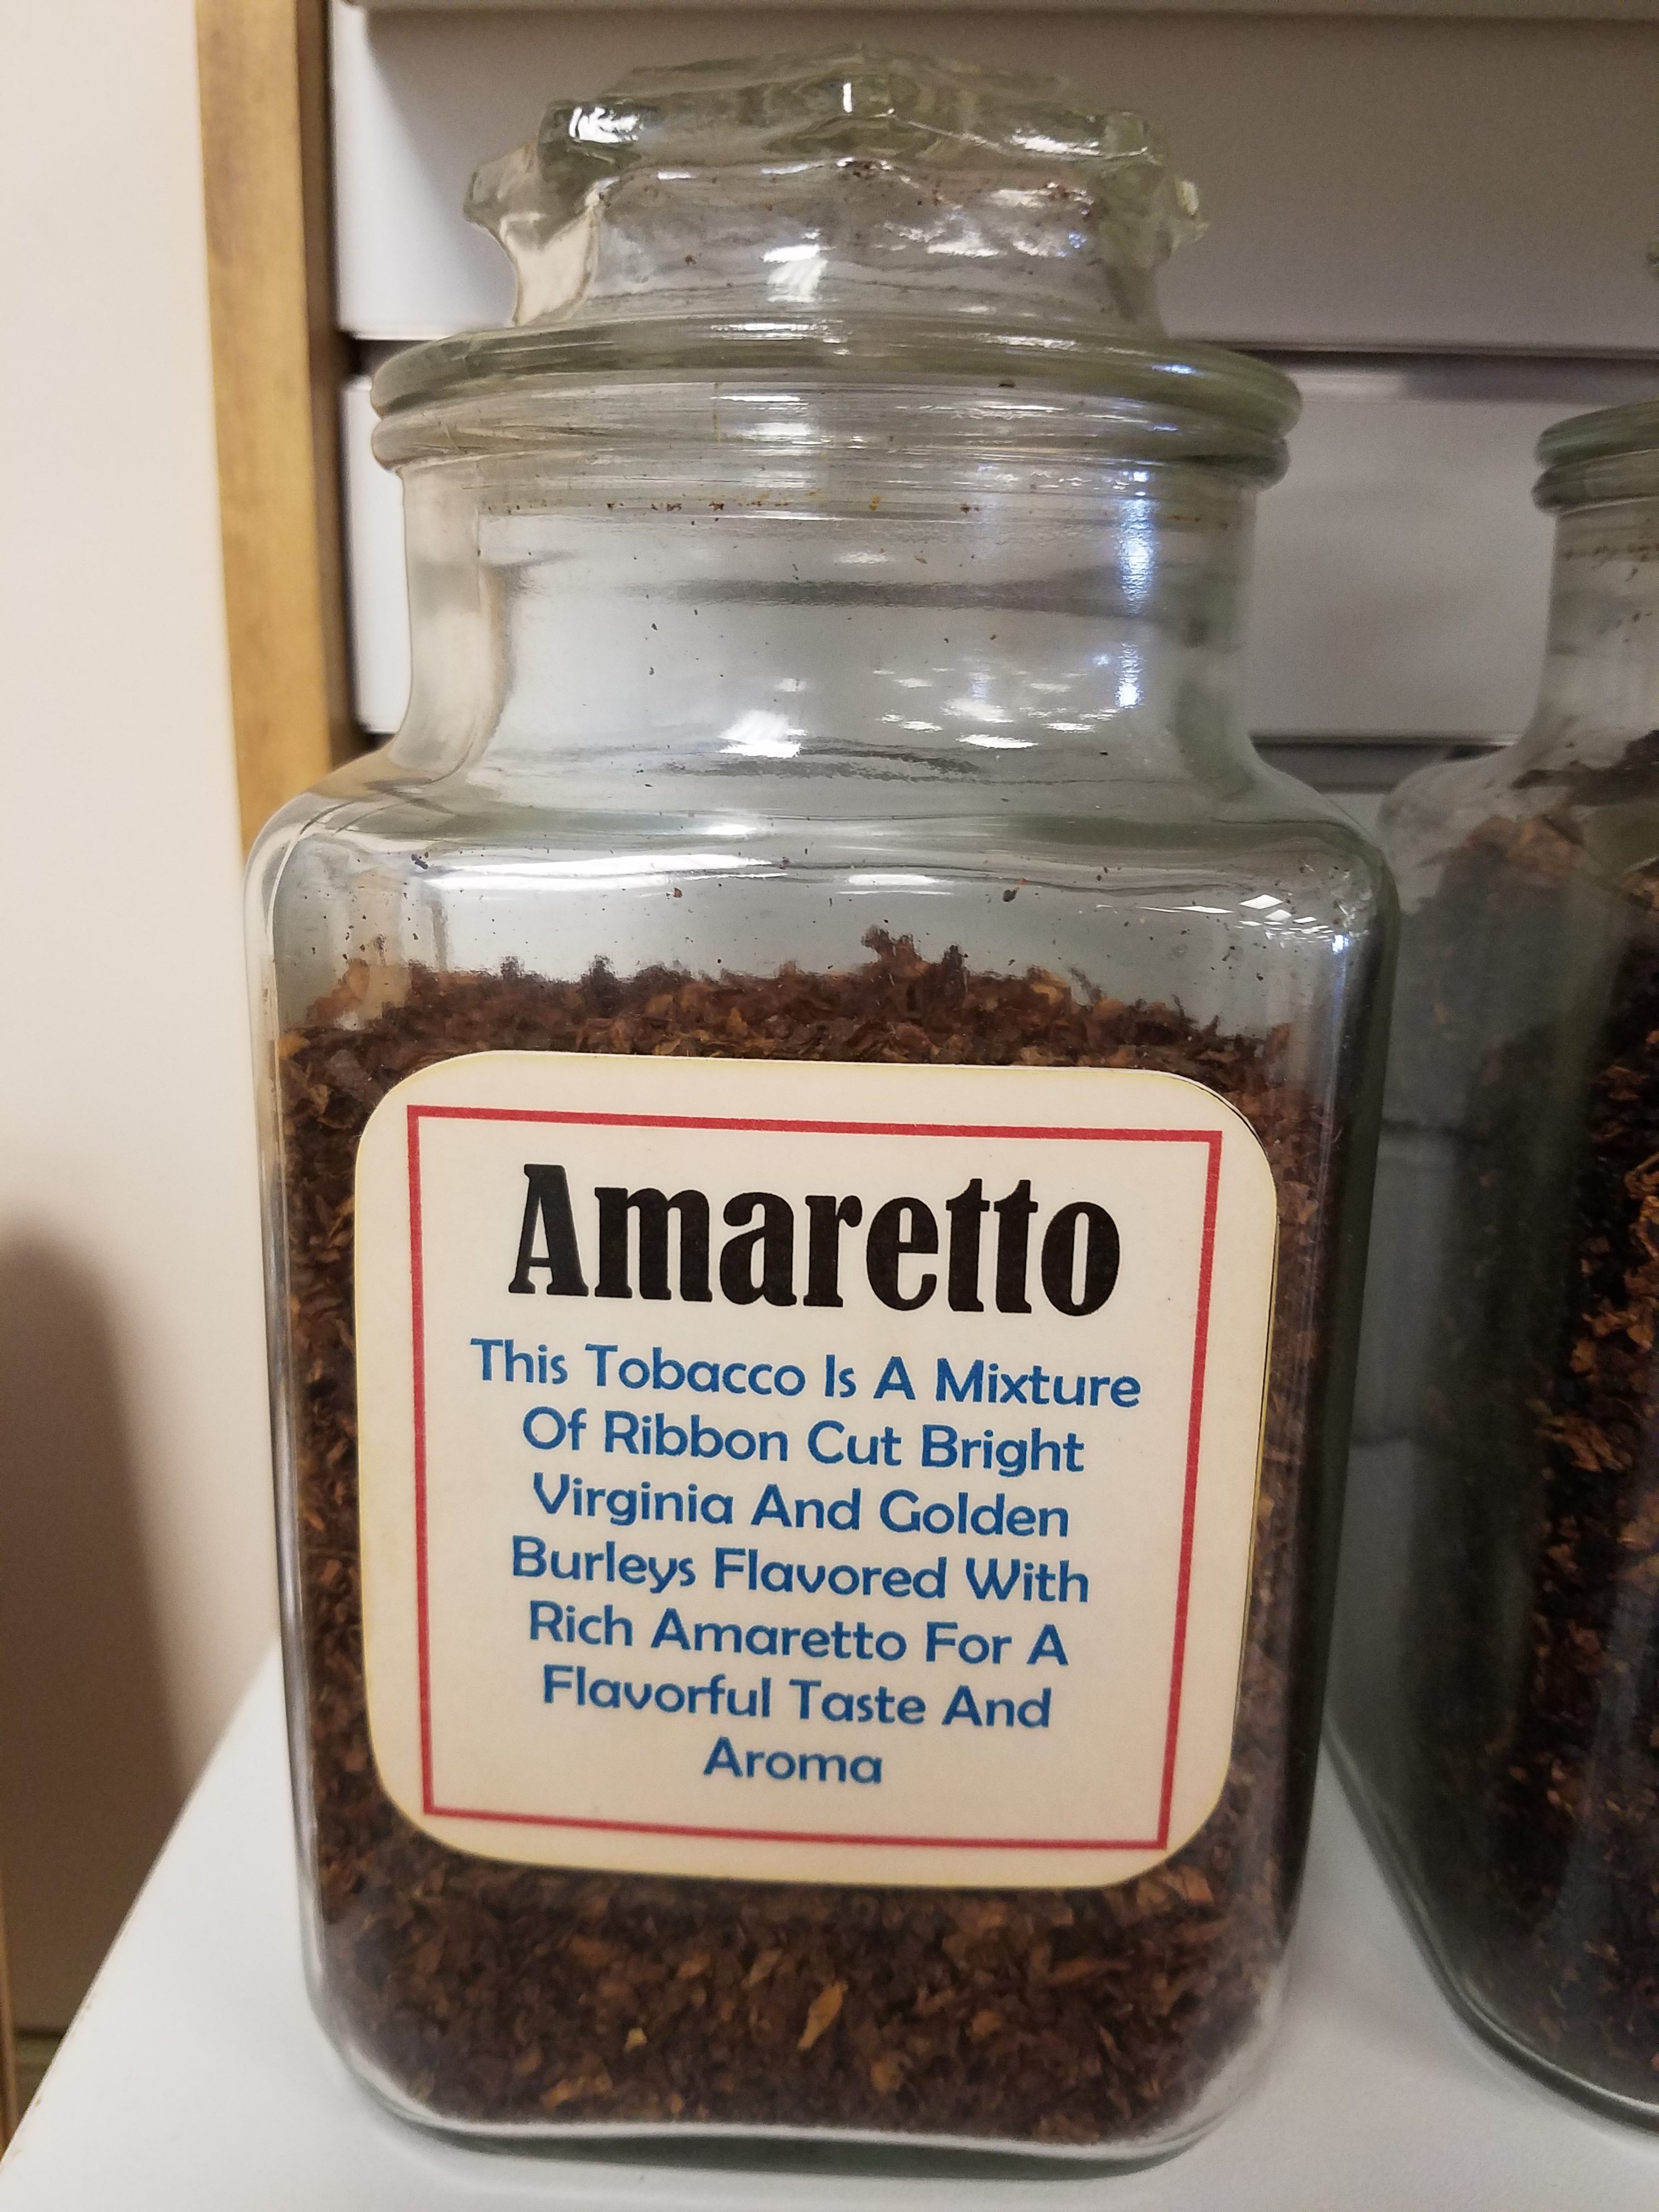 Amaretto
This Tobacco Is A Mixture
Of Ribbon Cut Bright
Virginia And Golden
Burleys Flavored With
Rich Amaretto For A
Flavorful Taste And
Aroma